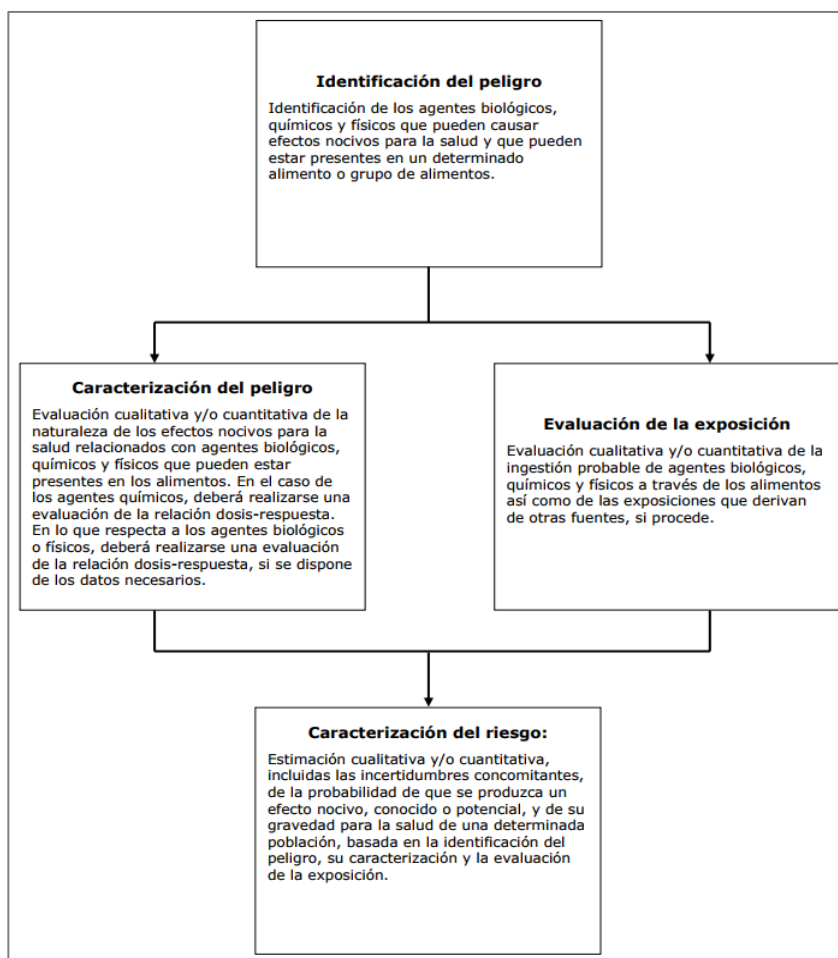 Identificación del peligro
Identificación de los agentes biológicos,
químicos y físicos que pueden causar
efectos nocivos para la salud y que pueden
estar presentes en un determinado
alimento o grupo de alimentos.
Caracterización del peligro
Evaluación cualitativa y/o cuantitativa de la
naturaleza de los efectos nocivos para la
salud relacionados con agentes biológicos,
químicos y físicos que pueden estar
presentes en los alimentos. En el caso de
los agentes químicos, deberá realizarse una
evaluación de la relación dosis-respuesta.
En lo que respecta a los agentes biológicos
o físicos, deberá realizarse una evaluación
de la relación dosis-respuesta, si se dispone
de los datos necesarios.
Evaluación de la exposición
Evaluación cualitativa y/o cuantitativa de la
ingestión probable de agentes biológicos,
químicos y físicos a través de los alimentos
así como de las exposiciones que derivan
de otras fuentes, si procede.
Caracterización del riesgo:
Estimación cualitativa y/o cuantitativa,
incluidas las incertidumbres concomitantes,
de la probabilidad de que se produzca un
efecto nocivo, conocido o potencial, y de su
gravedad para la salud de una determinada
población, basada en la identificación del
peligro, su caracterización y la evaluación
de la exposición.